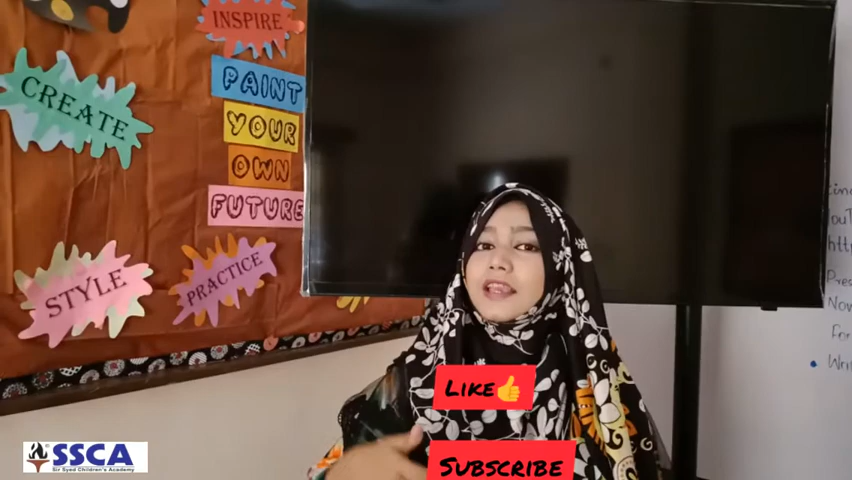 INSPIRE
CREATE
PAINT
YOUR
OWN
FUTURE
STYLE
PRACTICE
LIKE👍
SUBSCRIBE
SSCA
Sir Syed Children's Academy